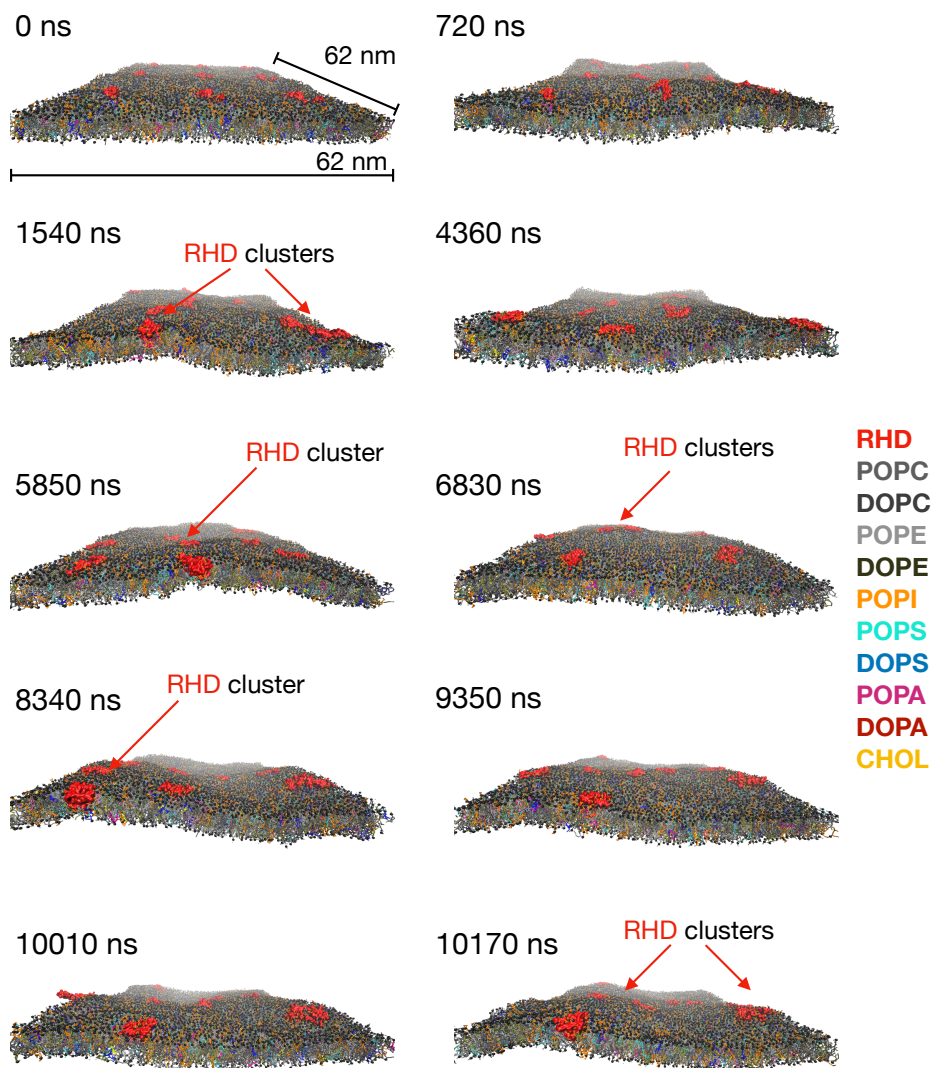 0 ns
720 ns
62 nm
62 nm
1540 ns
4360 ns
RHD clusters
RHD cluster
RHD clusters
5850 ns
6830 ns
RHD
POPC
DOPC
POPE
DOPE
POPI
POPS
DOPS
POPA
DOPA
CHOL
RHD cluster
8340 ns
9350 ns
RHD clusters
10010 ns
10170 ns